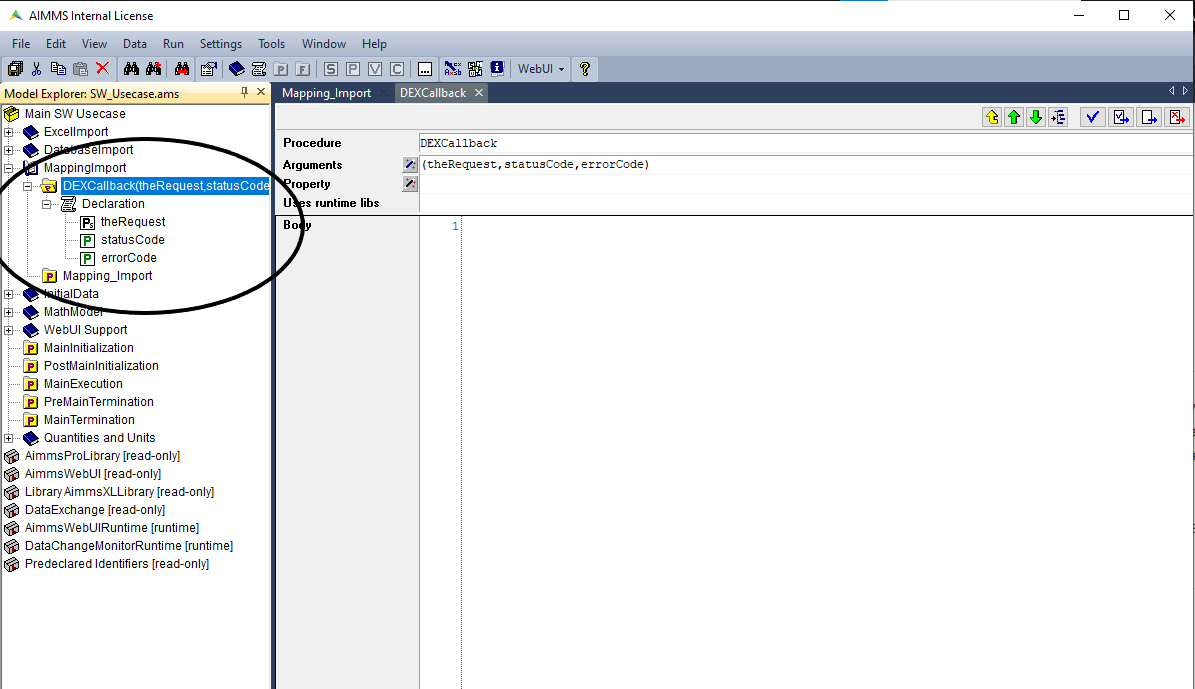 AIMMS Internal License
File Edit View Data Run Settings Tools Window Help
P F S P V C ... WebUI ?
Model Explorer: SW_Usecase.ams
Mapping_Import DEXCallback
Main SW Usecase
ExcelImport
DatabaseImport
MappingImport
DEXCallback(theRequest,statusCode
Declaration
Ps theRequest
P statusCode
P errorCode
P Mapping_Import
InitialData
MathModel
WebUI Support
P MainInitialization
P PostMainInitialization
P MainExecution
P PreMainTermination
P MainTermination
Quantities and Units
AimmsProLibrary [read-only]
AimmsWebUI [read-only]
Library AimmsXLLibrary [read-only]
DataExchange [read-only]
AimmsWebUIRuntime [runtime]
DataChangeMonitorRuntime [runtime]
Predeclared Identifiers [read-only]
Procedure DEXCallback
Arguments (theRequest,statusCode,errorCode)
Property
Uses runtime libs
Body 1